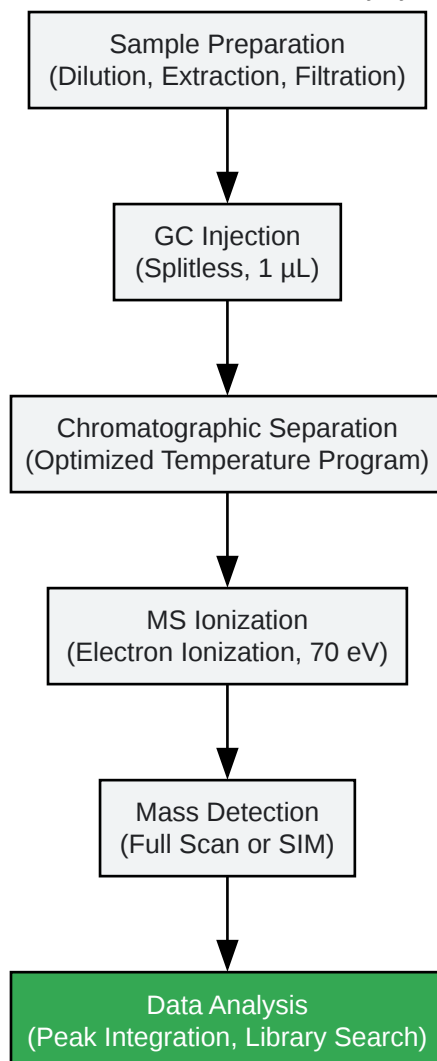 Sample Preparation
(Dilution, Extraction, Filtration)
GC Injection
(Splitless, 1 µL)
Chromatographic Separation
(Optimized Temperature Program)
MS Ionization
(Electron Ionization, 70 eV)
Mass Detection
(Full Scan or SIM)
Data Analysis
(Peak Integration, Library Search)